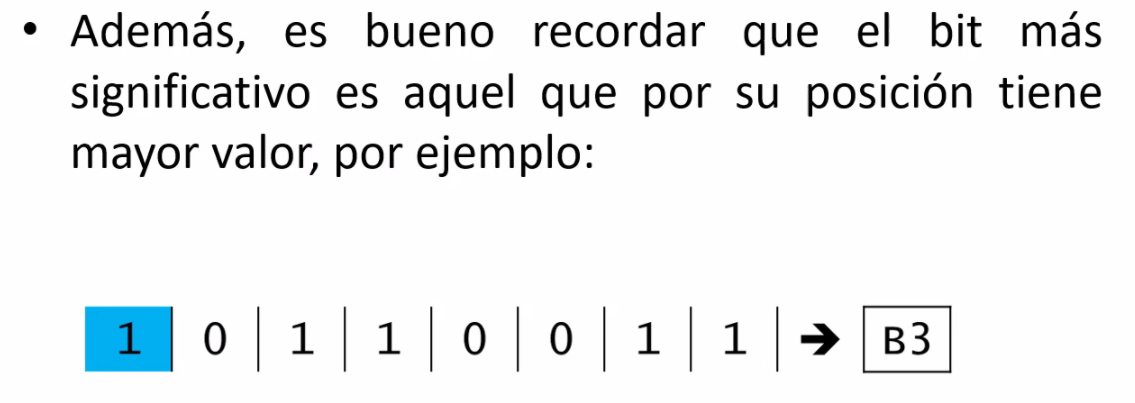 • Además, es bueno recordar que el bit más
significativo es aquel que por su posición tiene
mayor valor, por ejemplo:
1 | 0 | 1 | 1 | 0 | 0 | 1 | 1 | → B3